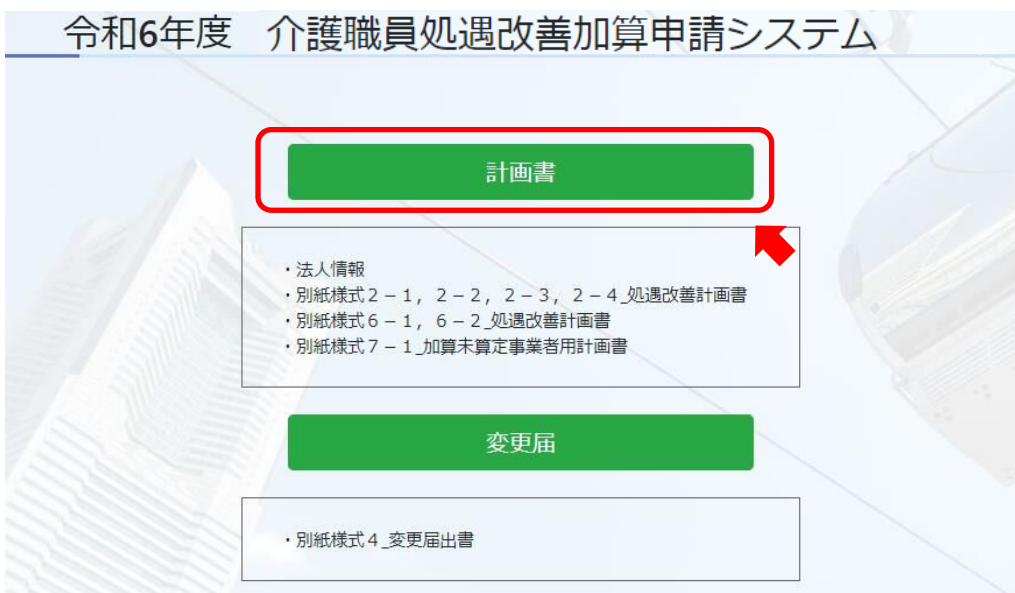 令和6年度　介護職員処遇改善加算申請システム
計画書
・法人情報
・別紙様式２－１，２－２，２－３，２－４_処遇改善計画書
・別紙様式６－１，６－２_処遇改善計画書
・別紙様式７－１_加算未算定事業者用計画書
変更届
・別紙様式４_変更届出書